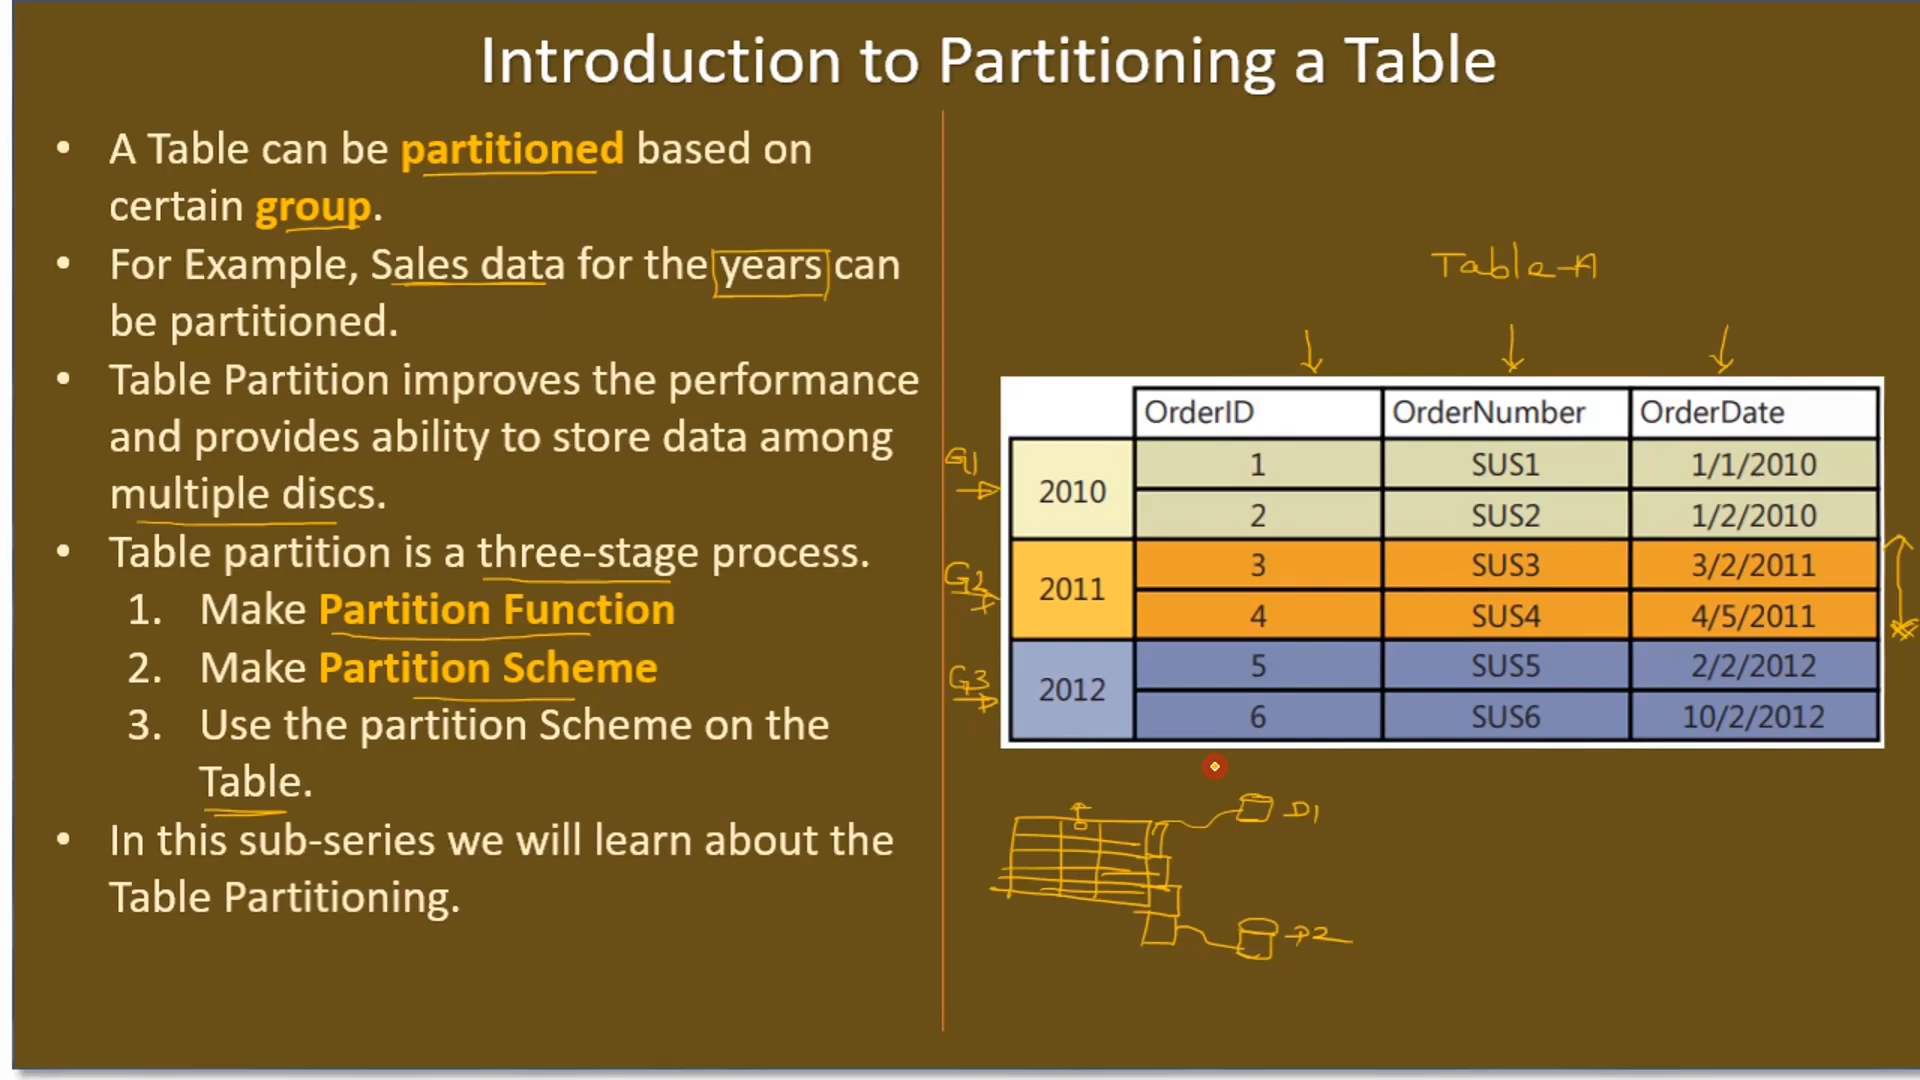 Introduction to Partitioning a Table
• A Table can be partitioned based on
certain group.
• For Example, Sales data for the years can
be partitioned.
• Table Partition improves the performance
and provides ability to store data among
multiple discs.
• Table partition is a three-stage process.
1. Make Partition Function
2. Make Partition Scheme
3. Use the partition Scheme on the
Table.
• In this sub-series we will learn about the
Table Partitioning.
Table-A
OrderID OrderNumber OrderDate
G1
2010
1 SUS1 1/1/2010
2 SUS2 1/2/2010
G2
2011
3 SUS3 3/2/2011
4 SUS4 4/5/2011
G3
2012
5 SUS5 2/2/2012
6 SUS6 10/2/2012
D1